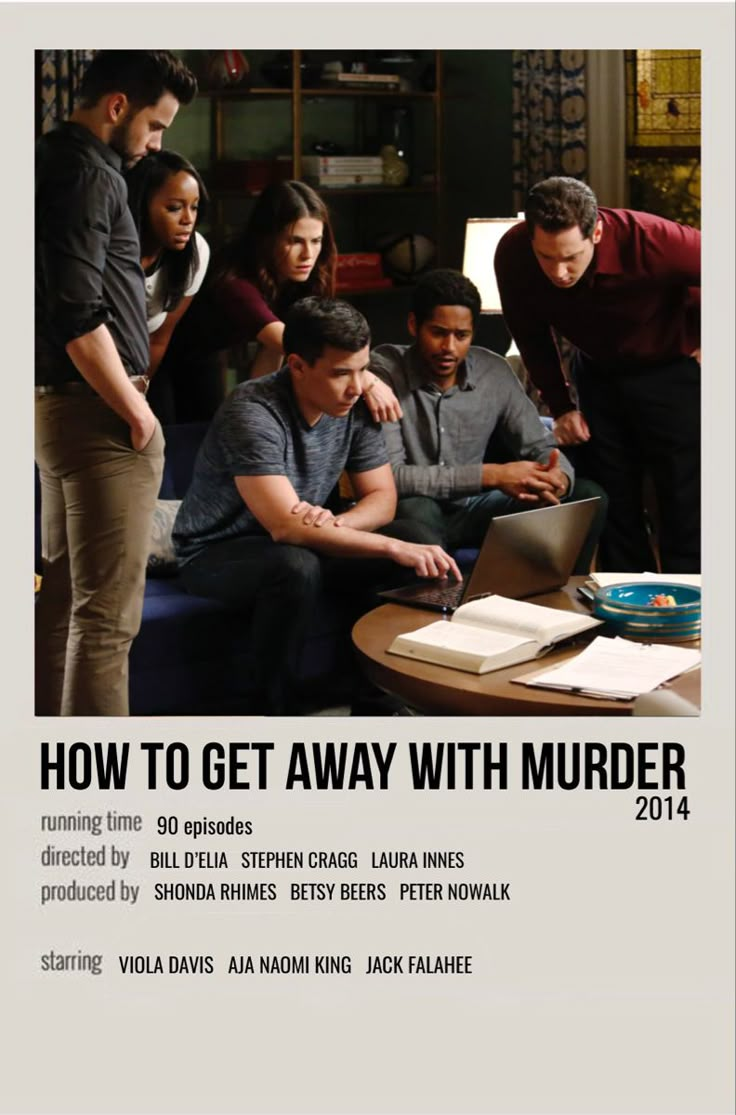 HOW TO GET AWAY WITH MURDER
2014
running time 90 episodes
directed by BILL D'ELIA STEPHEN CRAGG LAURA INNES
produced by SHONDA RHIMES BETSY BEERS PETER NOWALK
starring VIOLA DAVIS AJA NAOMI KING JACK FALAHEE